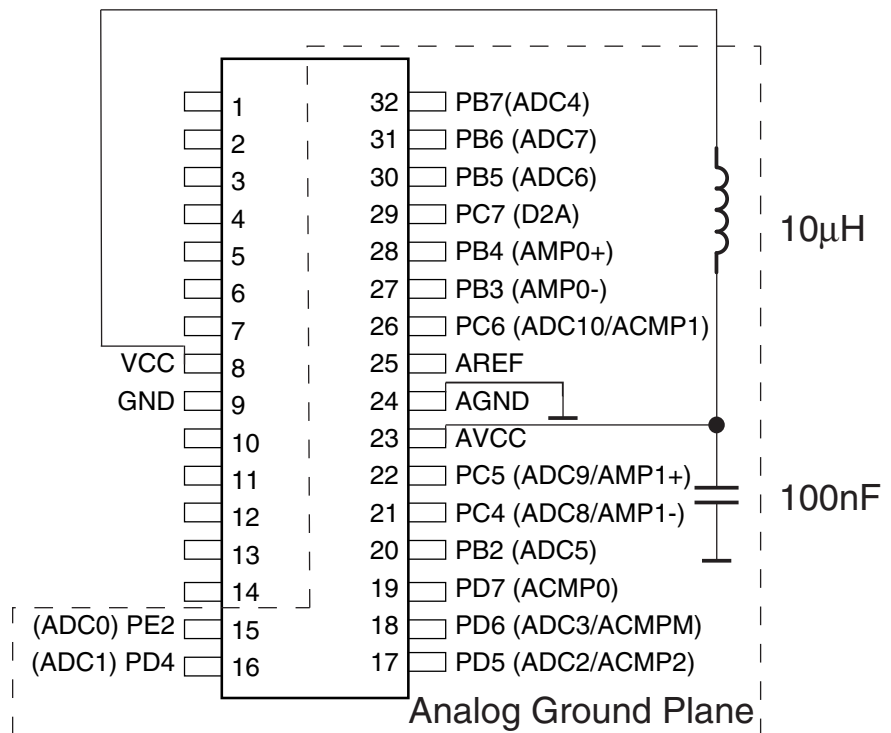 1 32 PB7(ADC4)
2 31 PB6 (ADC7)
3 30 PB5 (ADC6)
4 29 PC7 (D2A)
10μH
5 28 PB4 (AMP0+)
6 27 PB3 (AMP0-)
7 26 PC6 (ADC10/ACMP1)
VCC 8 25 AREF
GND 9 24 AGND
10 23 AVCC
11 22 PC5 (ADC9/AMP1+)
100nF
12 21 PC4 (ADC8/AMP1-)
13 20 PB2 (ADC5)
14 19 PD7 (ACMP0)
(ADC0) PE2 15 18 PD6 (ADC3/ACMPM)
(ADC1) PD4 16 17 PD5 (ADC2/ACMP2)
Analog Ground Plane